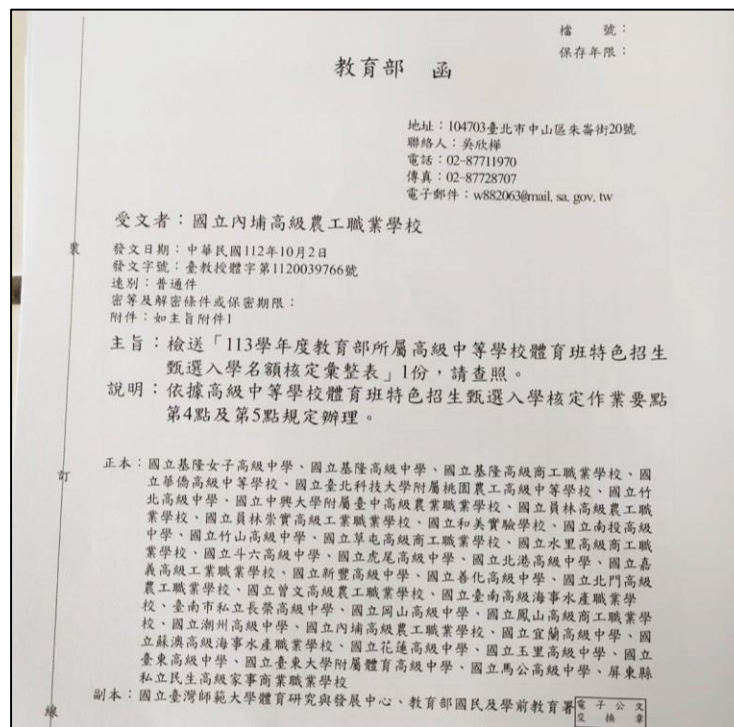 檔　　號：
保存年限：
教育部　函
地址：104703臺北市中山區朱崙街20號
聯絡人：吳欣樺
電話：02-87711970
傳真：02-87728707
電子郵件：w882063@mail.sa.gov.tw
受文者：國立內埔高級農工職業學校
發文日期：中華民國112年10月2日
發文字號：臺教授體字第1120039766號
速別：普通件
密等及解密條件或保密期限：
附件：如主旨附件1
主旨：檢送「113學年度教育部所屬高級中等學校體育班特色招生
甄選入學名額核定彙整表」1份，請查照。
說明：依據高級中等學校體育班特色招生甄選入學核定作業要點
第4點及第5點規定辦理。
正本：國立基隆女子高級中學、國立基隆高級中學、國立基隆高級商工職業學校、國
立華僑高級中等學校、國立臺北科技大學附屬桃園農工高級中等學校、國立竹
北高級中學、國立中興大學附屬臺中高級農業職業學校、國立員林高級農工職
業學校、國立員林崇實高級工業職業學校、國立和美實驗學校、國立南投高級
中學、國立竹山高級中學、國立草屯高級商工職業學校、國立水里高級商工職
業學校、國立斗六高級中學、國立虎尾高級中學、國立北港高級中學、國立嘉
義高級工業職業學校、國立新豐高級中學、國立善化高級中學、國立北門高級
農工職業學校、國立曾文高級農工職業學校、國立臺南高級海事水產職業學
校、臺南市私立長榮高級中學、國立岡山高級中學、國立鳳山高級商工職業學
校、國立潮州高級中學、國立內埔高級農工職業學校、國立宜蘭高級中學、國
立蘇澳高級海事水產職業學校、國立花蓮高級中學、國立玉里高級中學、國立
臺東高級中學、國立臺東大學附屬體育高級中學、國立馬公高級中學、屏東縣
私立民生高級家事商業職業學校
副本：國立臺灣師範大學體育研究與發展中心、教育部國民及學前教育署
電子公文
交換章
裝
訂
線